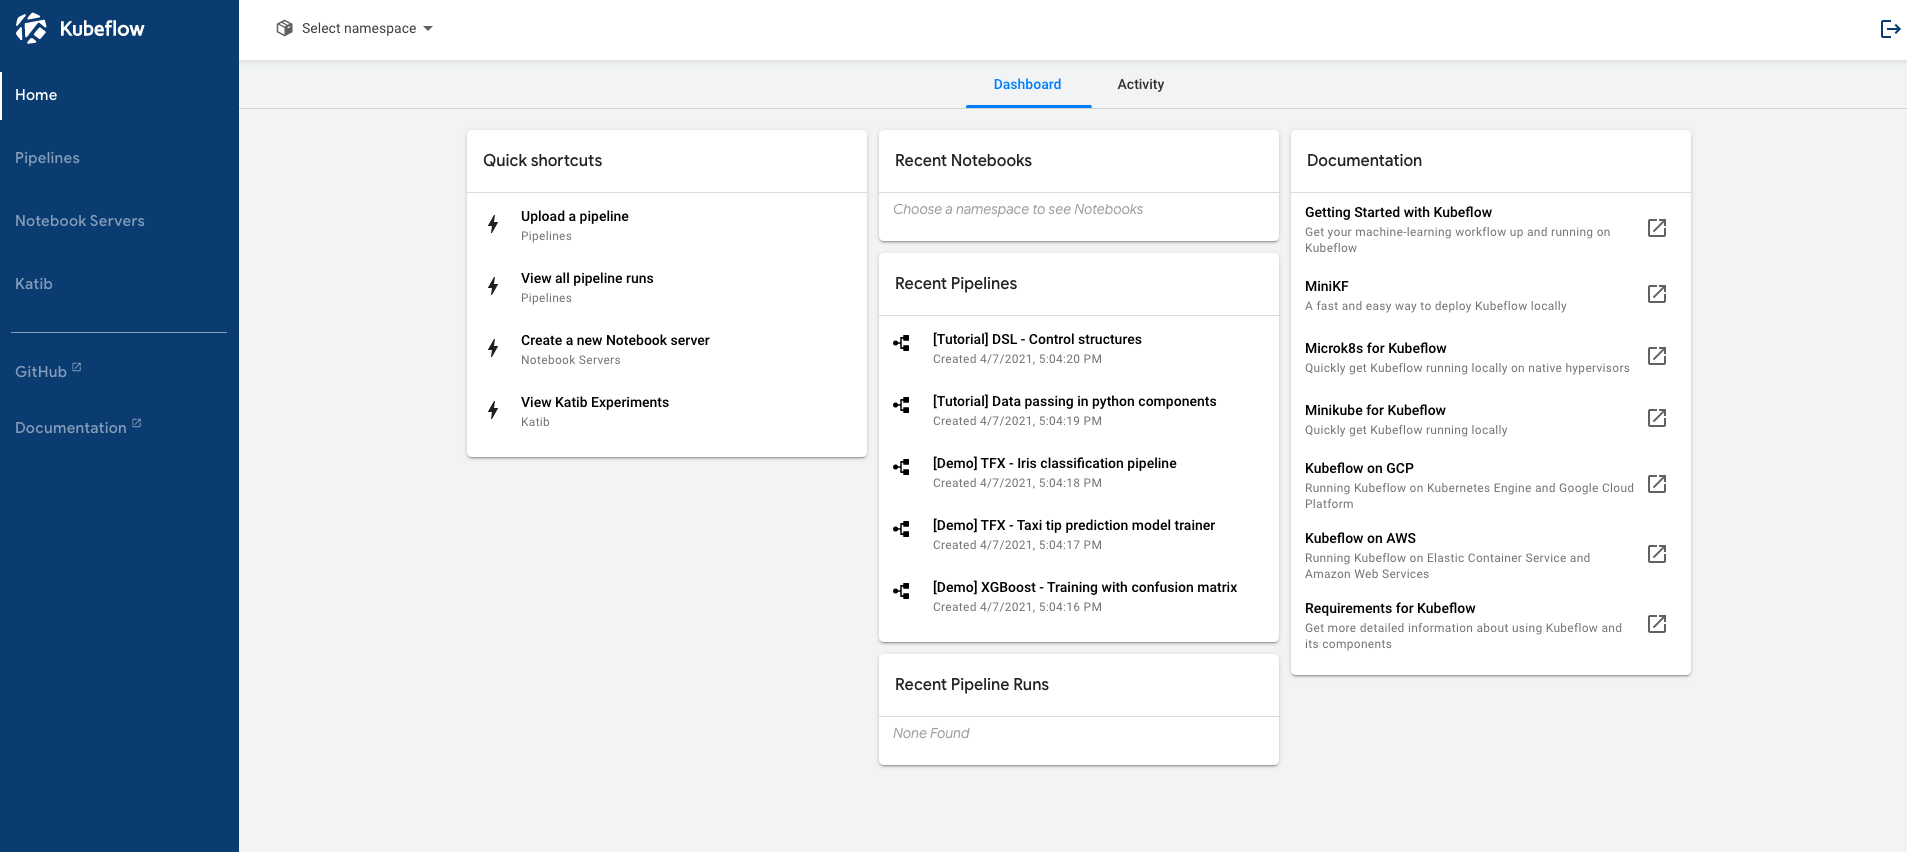 Kubeflow
Select namespace
Home
Pipelines
Notebook Servers
Katib
GitHub
Documentation
Dashboard
Activity
Quick shortcuts
Upload a pipeline
Pipelines
View all pipeline runs
Pipelines
Create a new Notebook server
Notebook Servers
View Katib Experiments
Katib
Recent Notebooks
Choose a namespace to see Notebooks
Recent Pipelines
[Tutorial] DSL - Control structures
Created 4/7/2021, 5:04:20 PM
[Tutorial] Data passing in python components
Created 4/7/2021, 5:04:19 PM
[Demo] TFX - Iris classification pipeline
Created 4/7/2021, 5:04:18 PM
[Demo] TFX - Taxi tip prediction model trainer
Created 4/7/2021, 5:04:17 PM
[Demo] XGBoost - Training with confusion matrix
Created 4/7/2021, 5:04:16 PM
Recent Pipeline Runs
None Found
Documentation
Getting Started with Kubeflow
Get your machine-learning workflow up and running on
Kubeflow
MiniKF
A fast and easy way to deploy Kubeflow locally
Microk8s for Kubeflow
Quickly get Kubeflow running locally on native hypervisors
Minikube for Kubeflow
Quickly get Kubeflow running locally
Kubeflow on GCP
Running Kubeflow on Kubernetes Engine and Google Cloud
Platform
Kubeflow on AWS
Running Kubeflow on Elastic Container Service and
Amazon Web Services
Requirements for Kubeflow
Get more detailed information about using Kubeflow and
its components